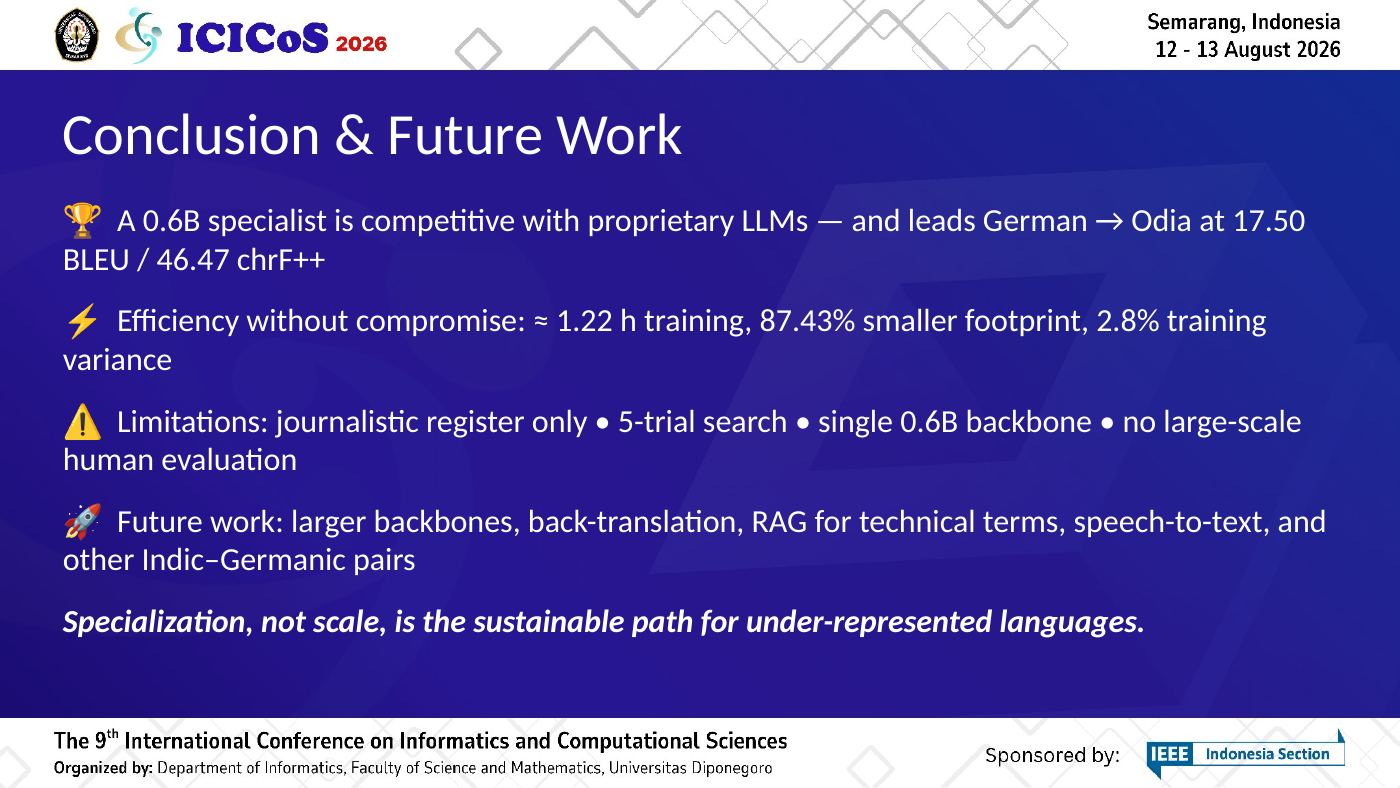 ICICoS 2026
Semarang, Indonesia
12 - 13 August 2026
Conclusion & Future Work
🏆 A 0.6B specialist is competitive with proprietary LLMs — and leads German → Odia at 17.50
BLEU / 46.47 chrF++
⚡ Efficiency without compromise: ≈ 1.22 h training, 87.43% smaller footprint, 2.8% training
variance
⚠️ Limitations: journalistic register only • 5-trial search • single 0.6B backbone • no large-scale
human evaluation
🚀 Future work: larger backbones, back-translation, RAG for technical terms, speech-to-text, and
other Indic–Germanic pairs
Specialization, not scale, is the sustainable path for under-represented languages.
The 9th International Conference on Informatics and Computational Sciences
Organized by: Department of Informatics, Faculty of Science and Mathematics, Universitas Diponegoro
Sponsored by:
IEEE Indonesia Section